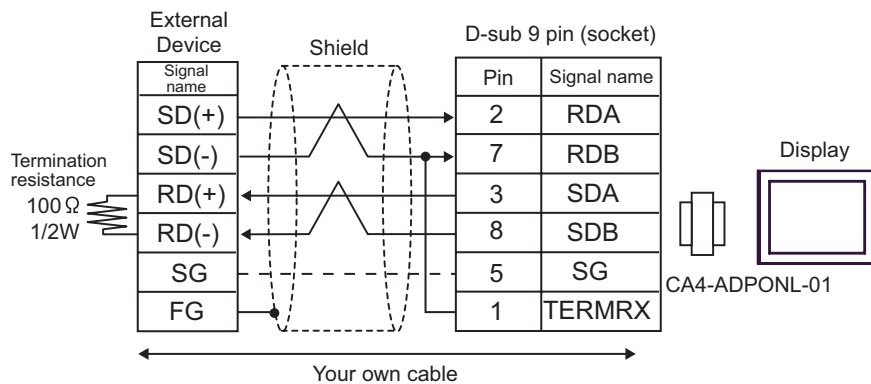 External
Device
Shield
D-sub 9 pin (socket)
Signal
name
Pin
Signal name
SD(+)
2
RDA
SD(-)
7
RDB
Display
Termination
resistance
100 Ω
1/2W
RD(+)
3
SDA
RD(-)
8
SDB
SG
5
SG
CA4-ADPONL-01
FG
1
TERMRX
Your own cable